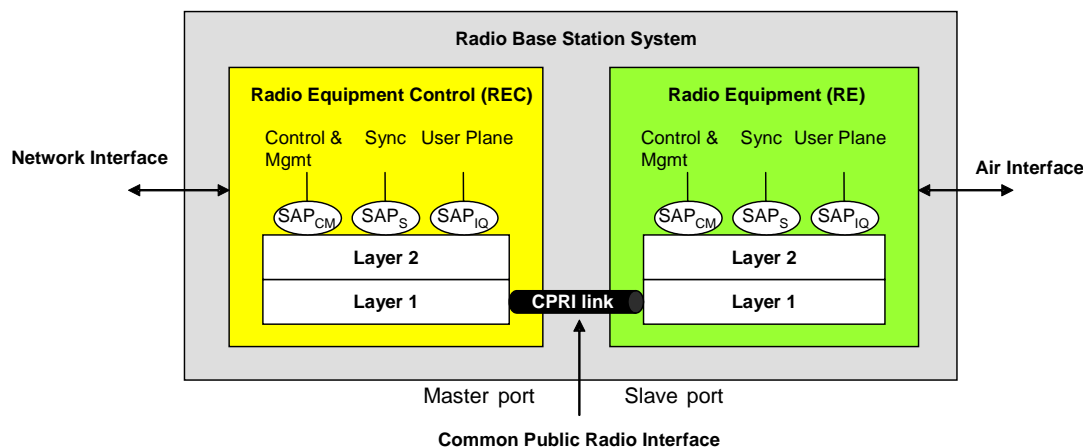 Radio Base Station System
Radio Equipment Control (REC)
Radio Equipment (RE)
Control & Mgmt
Sync
User Plane
Control & Mgmt
Sync
User Plane
Network Interface
Air Interface
SAPCM
SAPS
SAPIQ
SAPCM
SAPS
SAPIQ
Layer 2
Layer 2
Layer 1
CPRI link
Layer 1
Master port
Slave port
Common Public Radio Interface